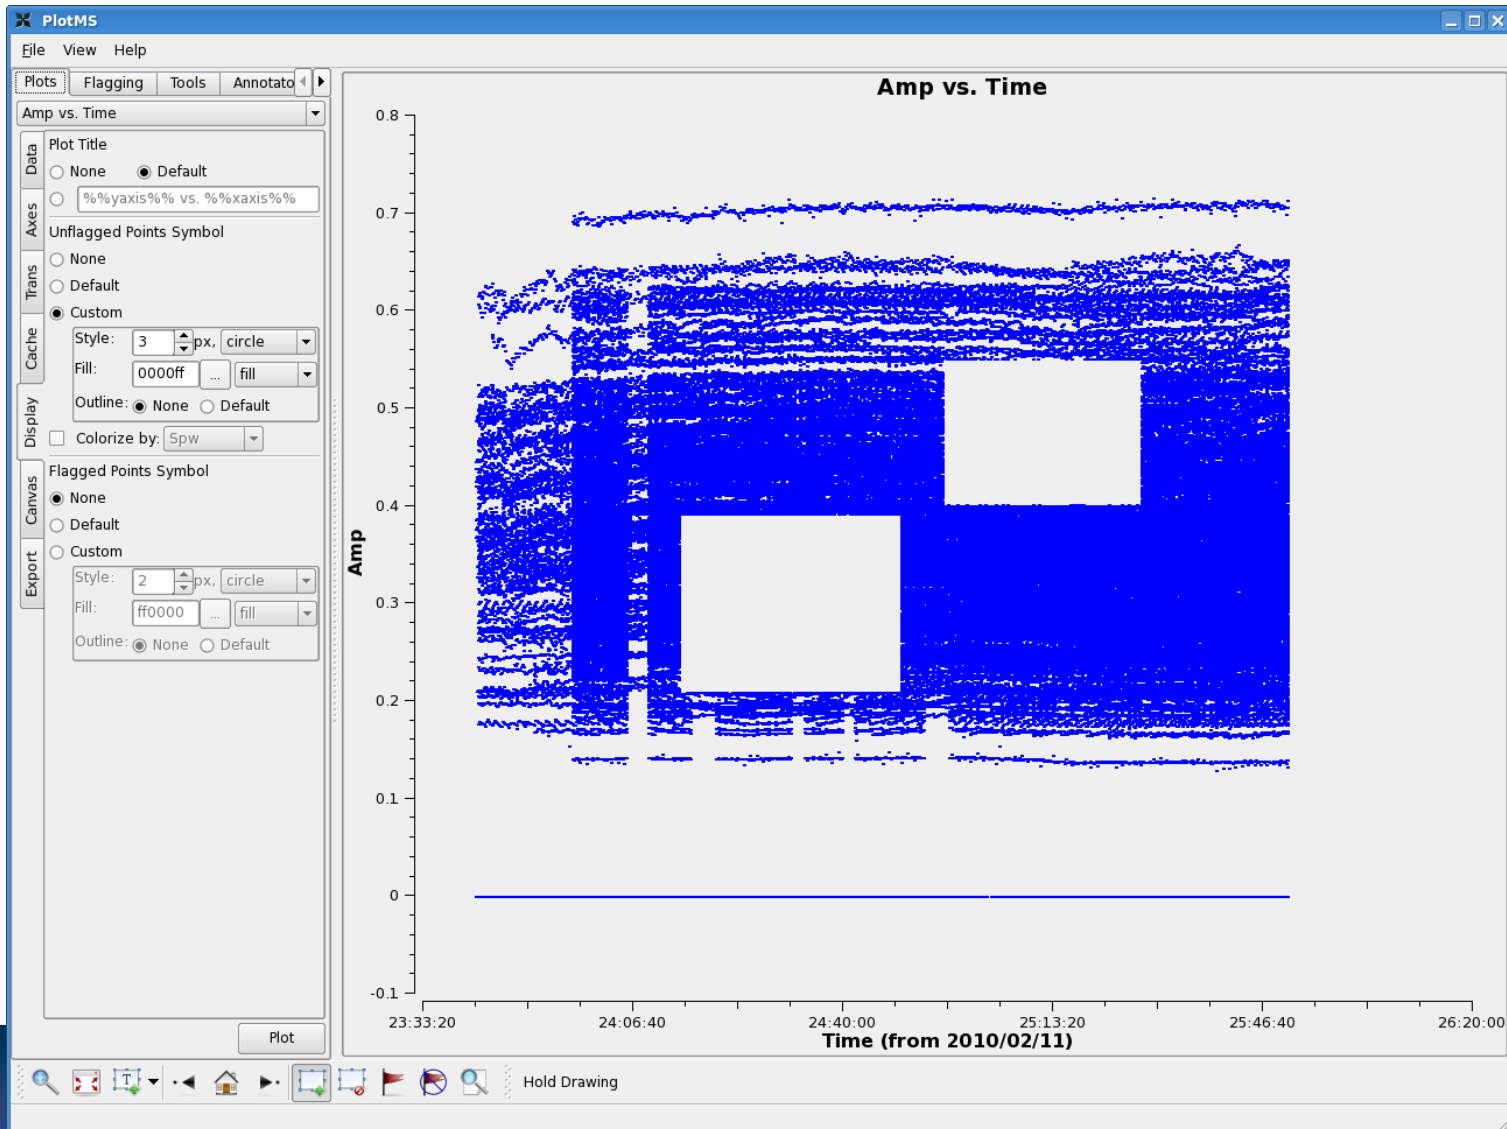 PlotMS
File View Help
Plots Flagging Tools Annotato
Amp vs. Time
Data
Axes
Trans
Cache
Display
Canvas
Export
Plot Title
None Default
%%yaxis%% vs. %%xaxis%%
Unflagged Points Symbol
None
Default
Custom
Style: 3 px, circle
Fill: 0000ff ... fill
Outline: None Default
Colorize by: Spw
Flagged Points Symbol
None
Default
Custom
Style: 2 px, circle
Fill: ff0000 ... fill
Outline: None Default
Plot
Amp vs. Time
0.8
0.7
0.6
0.5
0.4
0.3
0.2
0.1
0
-0.1
Amp
23:33:20 24:06:40 24:40:00 25:13:20 25:46:40 26:20:00
Time (from 2010/02/11)
T
Hold Drawing